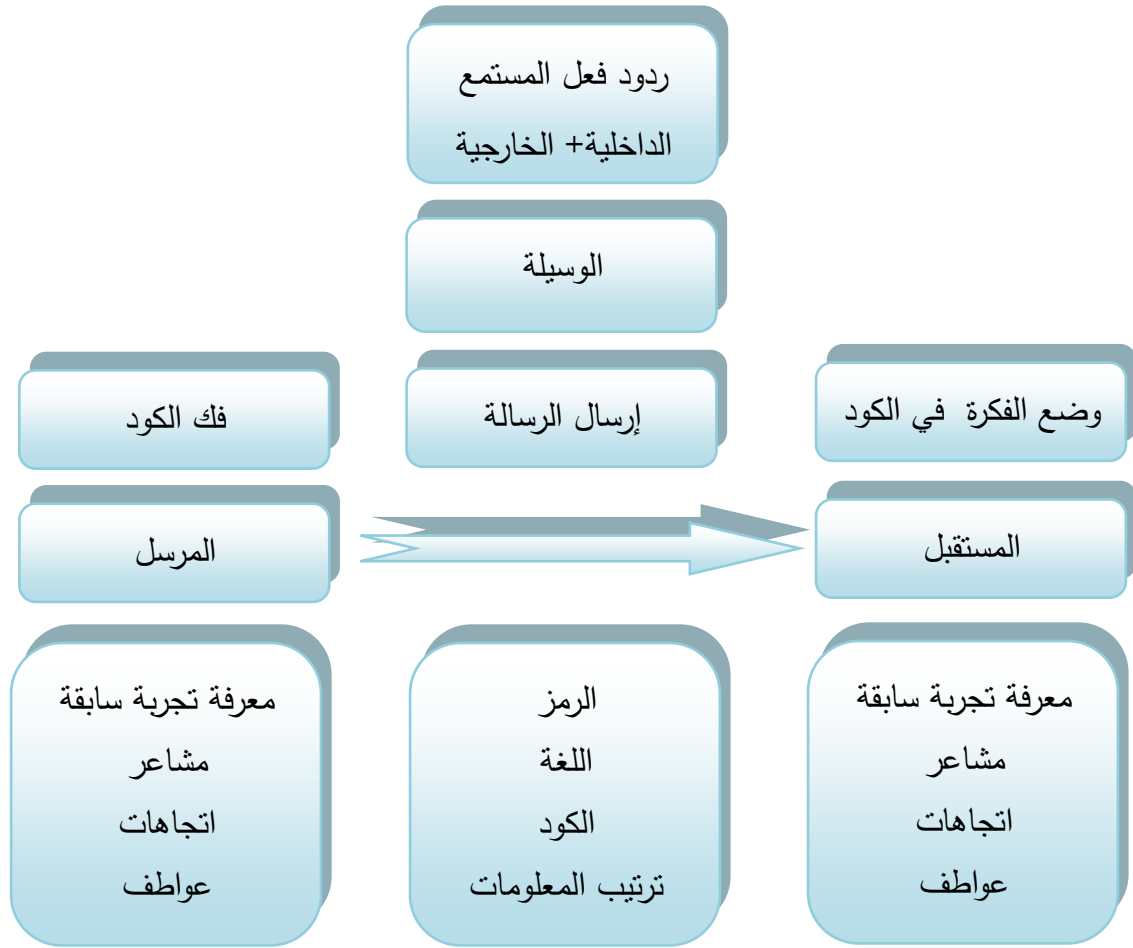 ردود فعل المستمع
الداخلية+ الخارجية
الوسيلة
وضع الفكرة في الكود
إرسال الرسالة
فك الكود
المستقبل
المرسل
معرفة تجربة سابقة
مشاعر
اتجاهات
عواطف
الرمز
اللغة
الكود
ترتيب المعلومات
معرفة تجربة سابقة
مشاعر
اتجاهات
عواطف